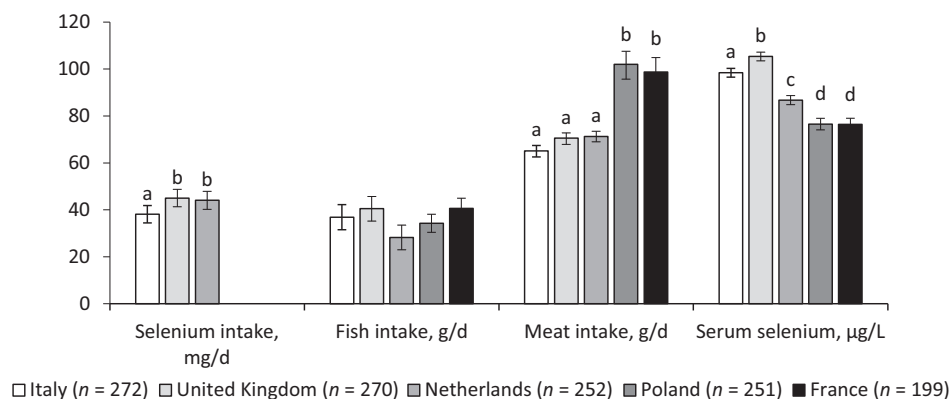 120
100
80
60
40
20
0
a b b
a a a b b
a b c d d
Selenium intake, mg/d
Fish intake, g/d
Meat intake, g/d
Serum selenium, µg/L
Italy (n = 272) United Kingdom (n = 270) Netherlands (n = 252) Poland (n = 251) France (n = 199)